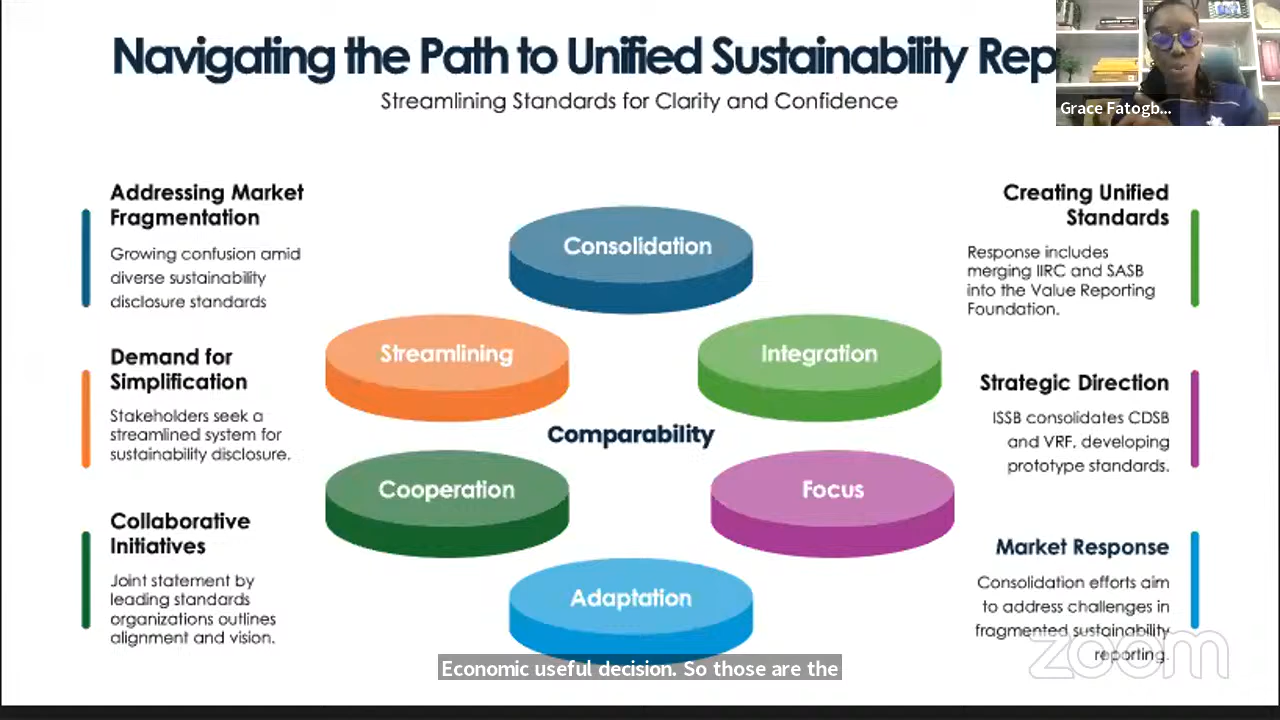 Navigating the Path to Unified Sustainability Rep
Streamlining Standards for Clarity and Confidence
Grace Fatogb...
Addressing Market
Fragmentation
Growing confusion amid
diverse sustainability
disclosure standards
Demand for
Simplification
Stakeholders seek a
streamlined system for
sustainability disclosure.
Collaborative
Initiatives
Joint statement by
leading standards
organizations outlines
alignment and vision.
Consolidation
Streamlining
Integration
Comparability
Cooperation
Focus
Adaptation
Creating Unified
Standards
Response includes
merging IIRC and SASB
into the Value Reporting
Foundation.
Strategic Direction
ISSB consolidates CDSB
and VRF, developing
prototype standards.
Market Response
Consolidation efforts aim
to address challenges in
fragmented sustainability
reporting.
zoom
Economic useful decision. So those are the